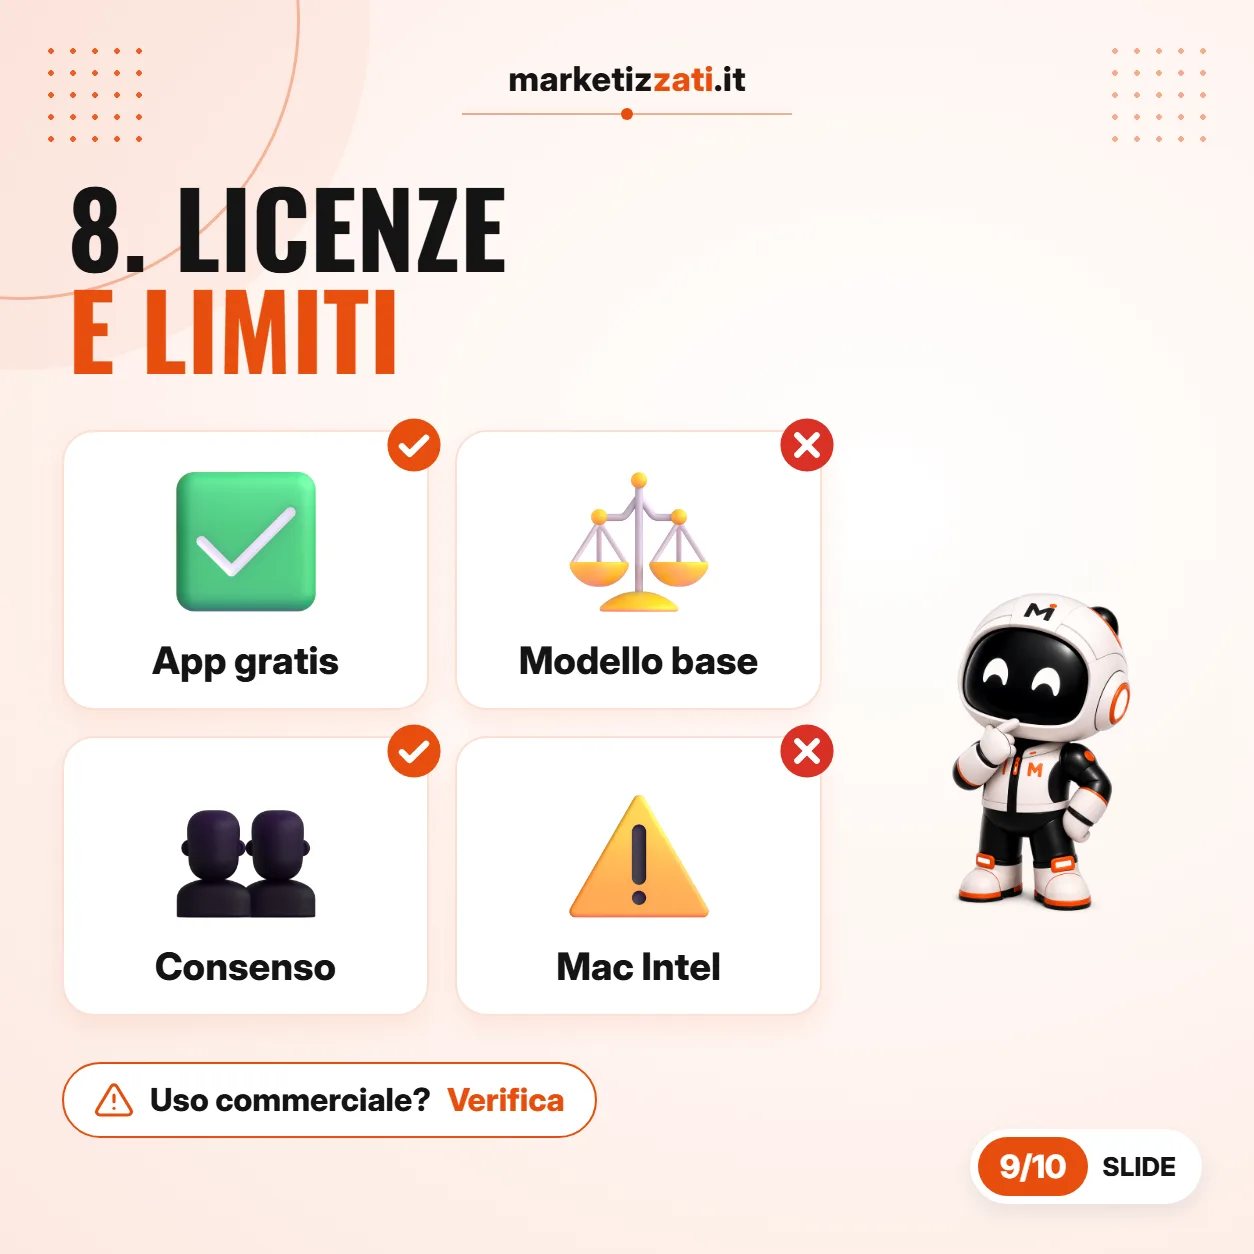 marketizzati.it
8. LICENZE
E LIMITI
App gratis
Modello base
Consenso
Mac Intel
Uso commerciale? Verifica
9/10 SLIDE
M
M